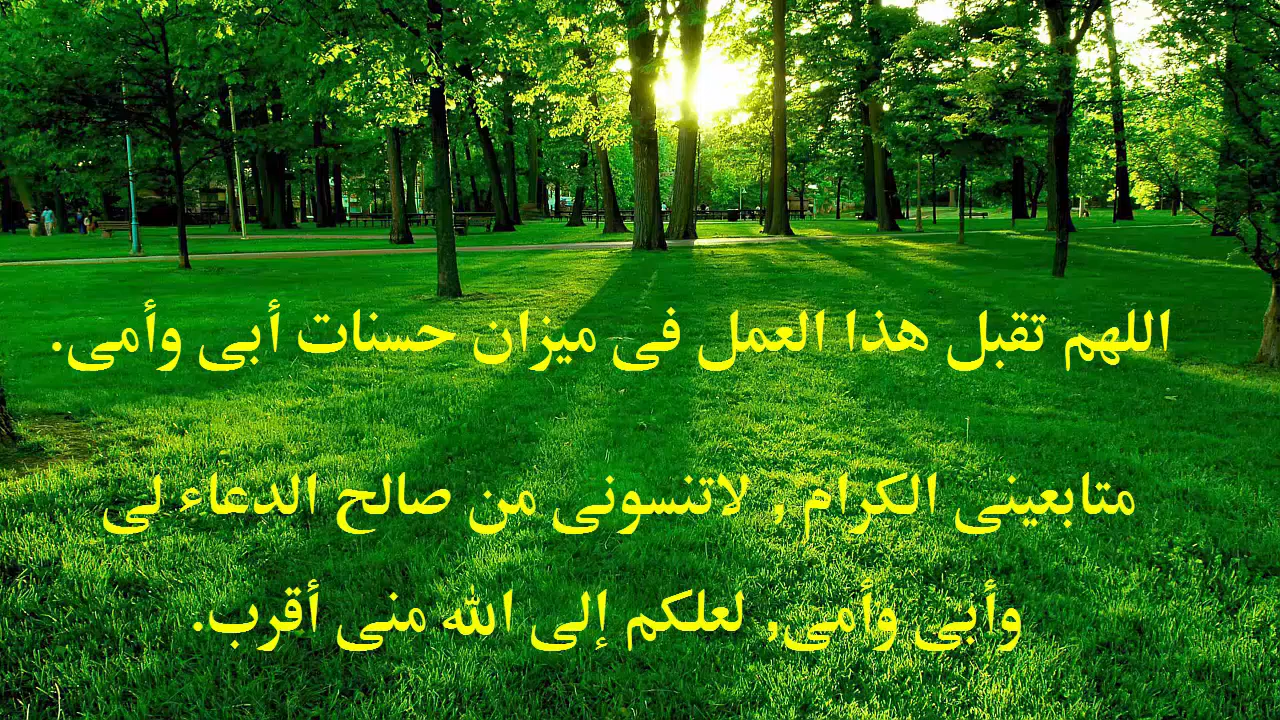 اللهم تقبل هذا العمل فى ميزان حسنات أبى وأمى.
متابعينى الكرام, لاتنسونى من صالح الدعاء لى
وأبى وأمى, لعلكم إلى الله منى أقرب.